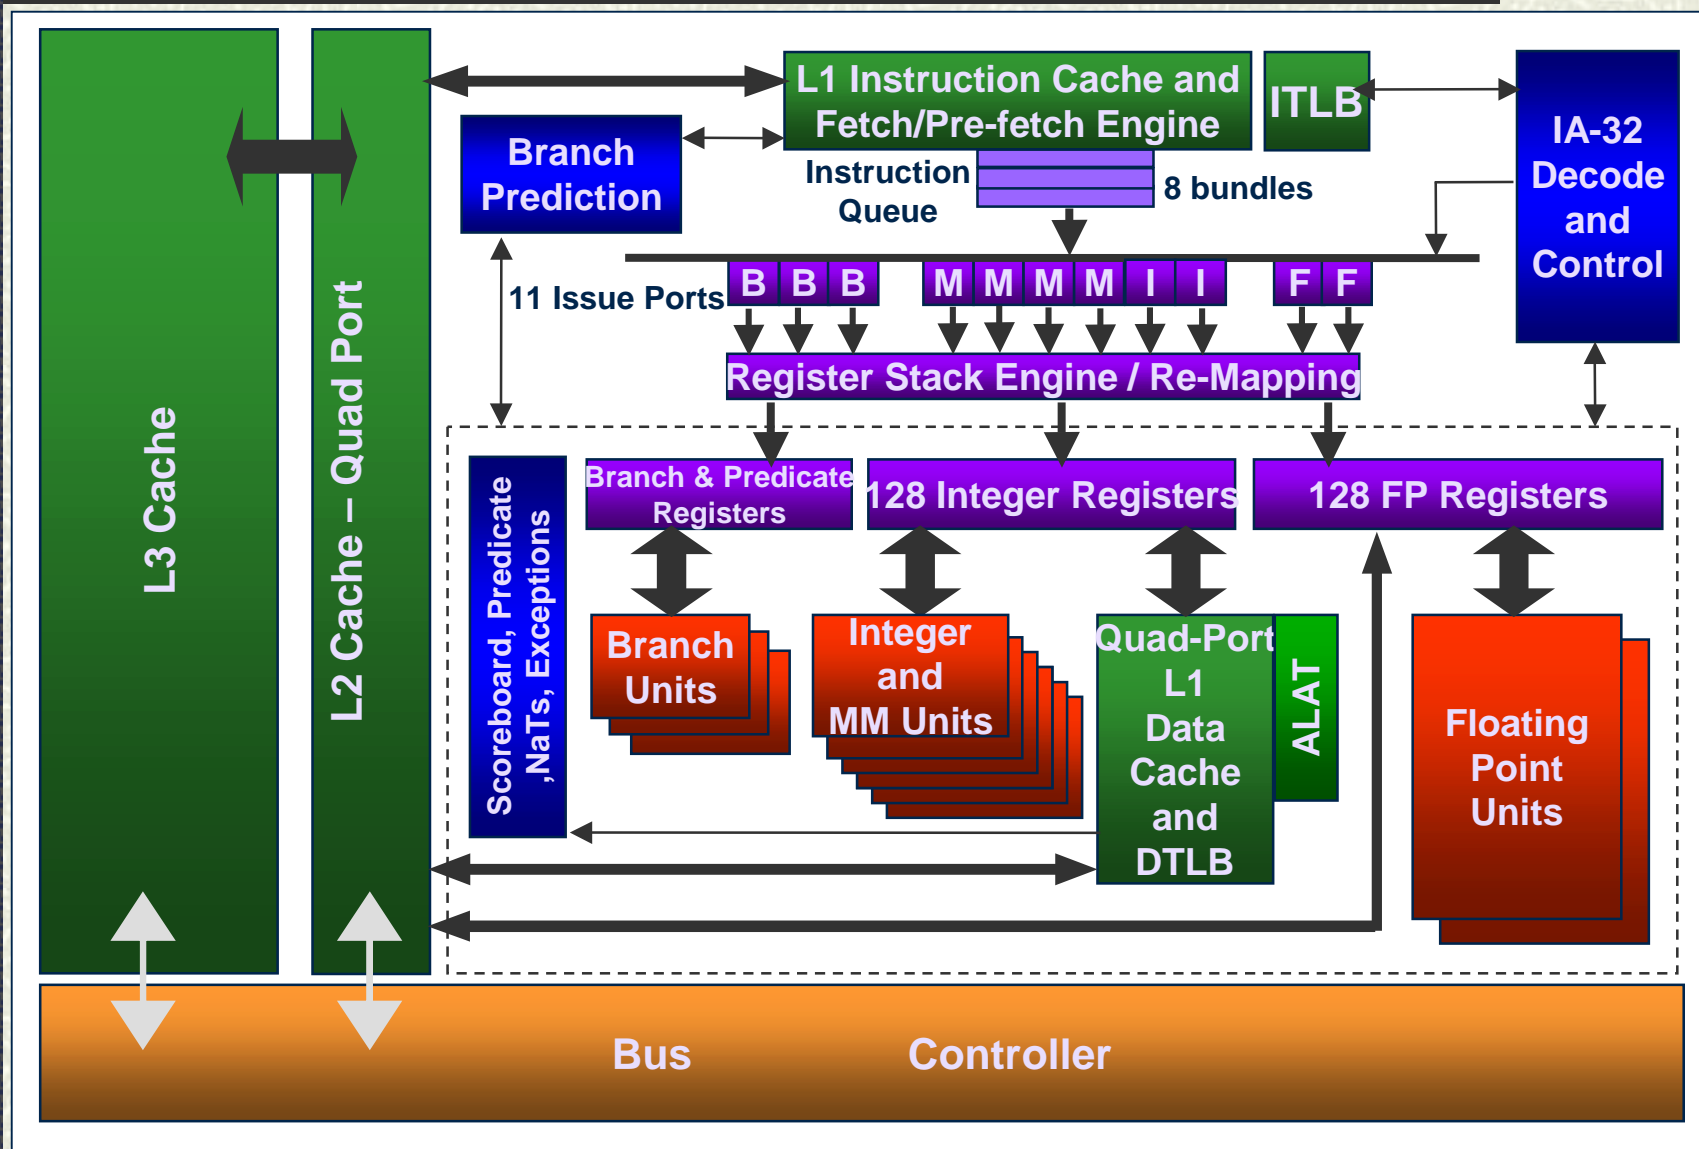 L3 Cache
L2 Cache – Quad Port
L1 Instruction Cache and
Fetch/Pre-fetch Engine
ITLB
IA-32
Decode
and
Control
Branch
Prediction
Instruction
Queue
8 bundles
11 Issue Ports
B B B M M M M I I F F
Register Stack Engine / Re-Mapping
Scoreboard, Predicate
,NaTs, Exceptions
Branch & Predicate
Registers
128 Integer Registers
128 FP Registers
Branch
Units
Integer
and
MM Units
Quad-Port
L1
Data
Cache
and
DTLB
ALAT
Floating
Point
Units
Bus Controller